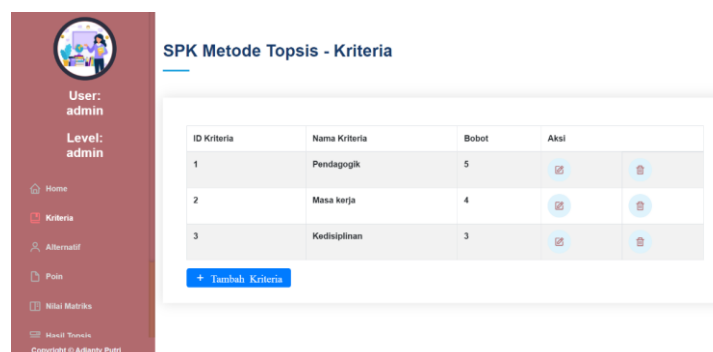 User:
admin
Level:
admin
Home
Kriteria
Alternatif
Poin
Nilai Matriks
Hasil Topsis
Copyright © Adianty Putri
SPK Metode Topsis - Kriteria
ID Kriteria Nama Kriteria Bobot Aksi
1 Pendagogik 5
2 Masa kerja 4
3 Kedisiplinan 3
+ Tambah Kriteria